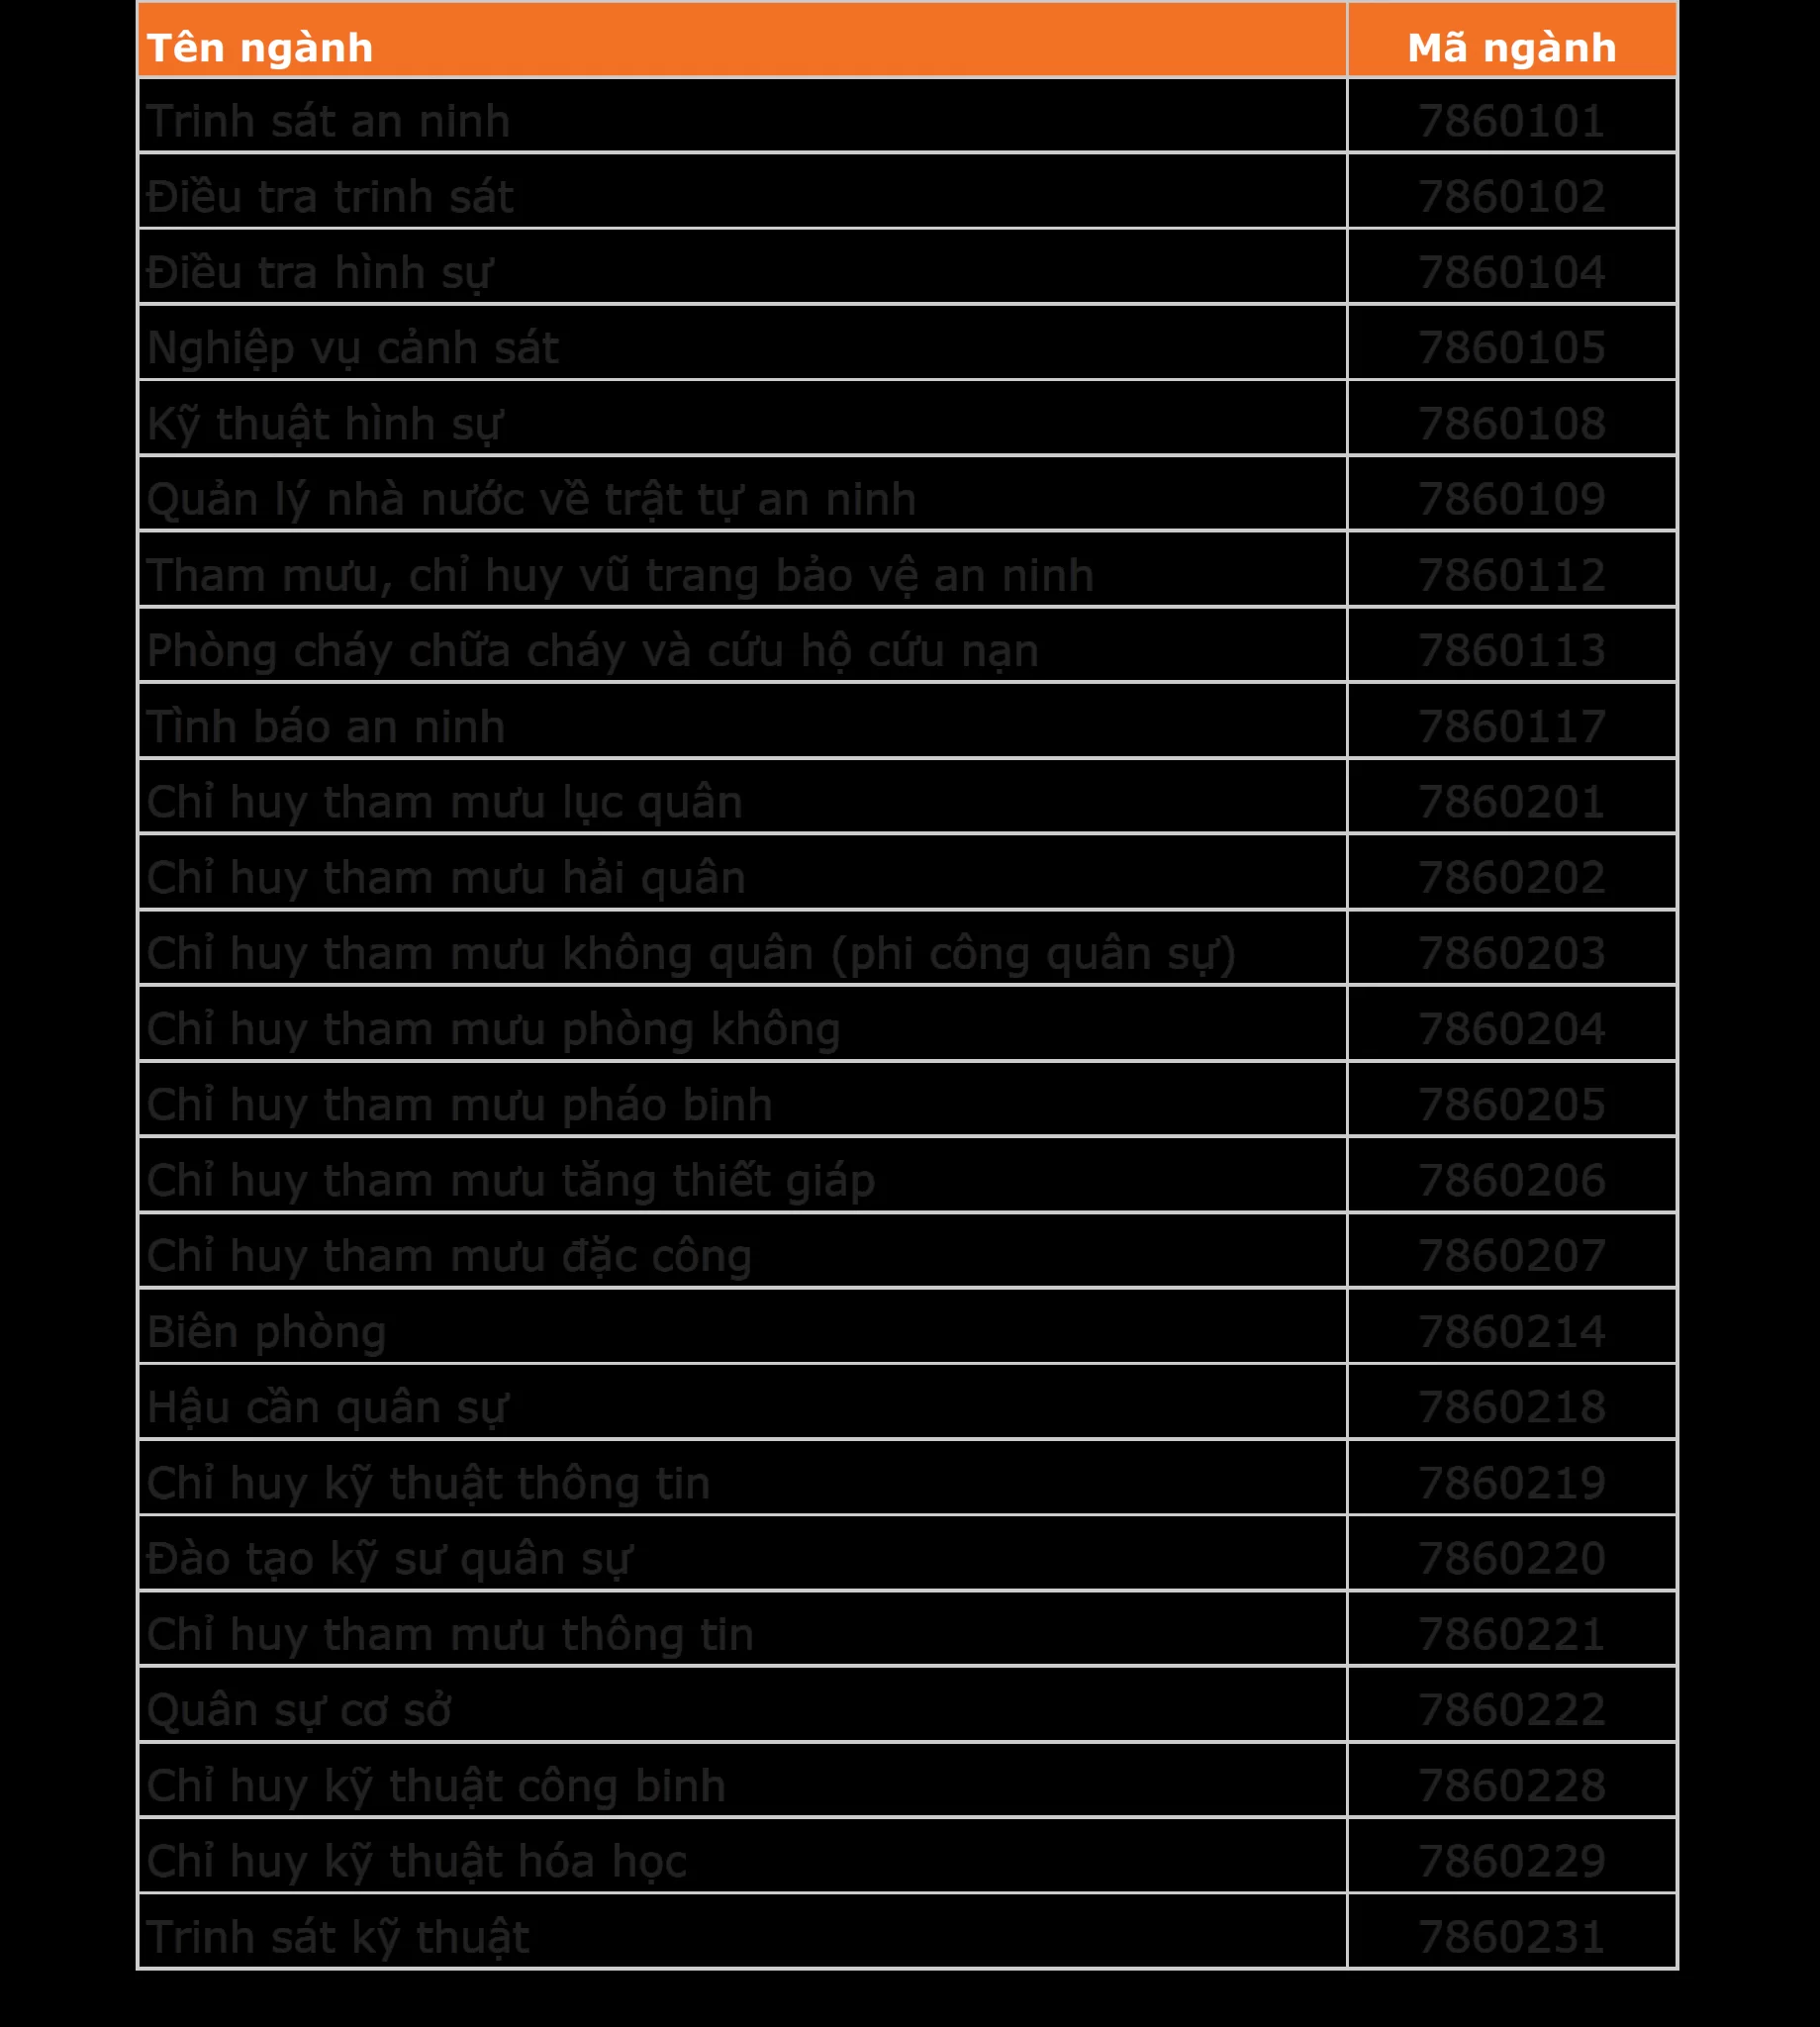 Tên ngành Mã ngành
Trinh sát an ninh 7860101
Điều tra trinh sát 7860102
Điều tra hình sự 7860104
Nghiệp vụ cảnh sát 7860105
Kỹ thuật hình sự 7860108
Quản lý nhà nước về trật tự an ninh 7860109
Tham mưu, chỉ huy vũ trang bảo vệ an ninh 7860112
Phòng cháy chữa cháy và cứu hộ cứu nạn 7860113
Tình báo an ninh 7860117
Chỉ huy tham mưu lục quân 7860201
Chỉ huy tham mưu hải quân 7860202
Chỉ huy tham mưu không quân (phi công quân sự) 7860203
Chỉ huy tham mưu phòng không 7860204
Chỉ huy tham mưu pháo binh 7860205
Chỉ huy tham mưu tăng thiết giáp 7860206
Chỉ huy tham mưu đặc công 7860207
Biên phòng 7860214
Hậu cần quân sự 7860218
Chỉ huy kỹ thuật thông tin 7860219
Đào tạo kỹ sư quân sự 7860220
Chỉ huy tham mưu thông tin 7860221
Quân sự cơ sở 7860222
Chỉ huy kỹ thuật công binh 7860228
Chỉ huy kỹ thuật hóa học 7860229
Trinh sát kỹ thuật 7860231